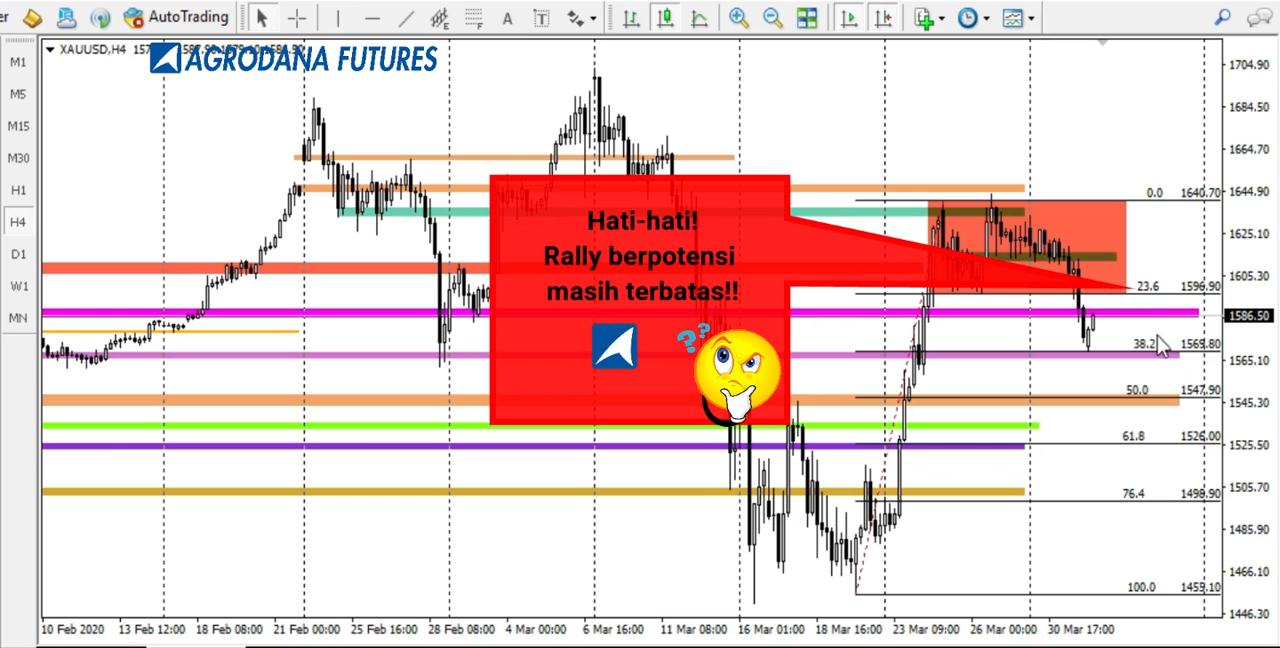 er
AutoTrading
A
T
E
F
M1
M5
M15
M30
H1
H4
D1
W1
MN
XAUUSD,H4
AGRODANA FUTURES
Hati-hati!
Rally berpotensi
masih terbatas!!
??
1704.90
1684.50
1664.70
1644.90
1625.10
1605.30
1586.50
1565.10
1545.30
1525.50
1505.70
1485.90
1466.10
1446.30
0.0 1640.70
23.6 1596.90
38.2 1569.80
50.0 1547.90
61.8 1526.00
76.4 1498.90
100.0 1455.10
10 Feb 2020 13 Feb 12:00 18 Feb 08:00 21 Feb 00:00 25 Feb 16:00 28 Feb 08:00 4 Mar 00:00 6 Mar 16:00 11 Mar 08:00 16 Mar 01:00 18 Mar 16:00 23 Mar 09:00 26 Mar 00:00 30 Mar 17:00